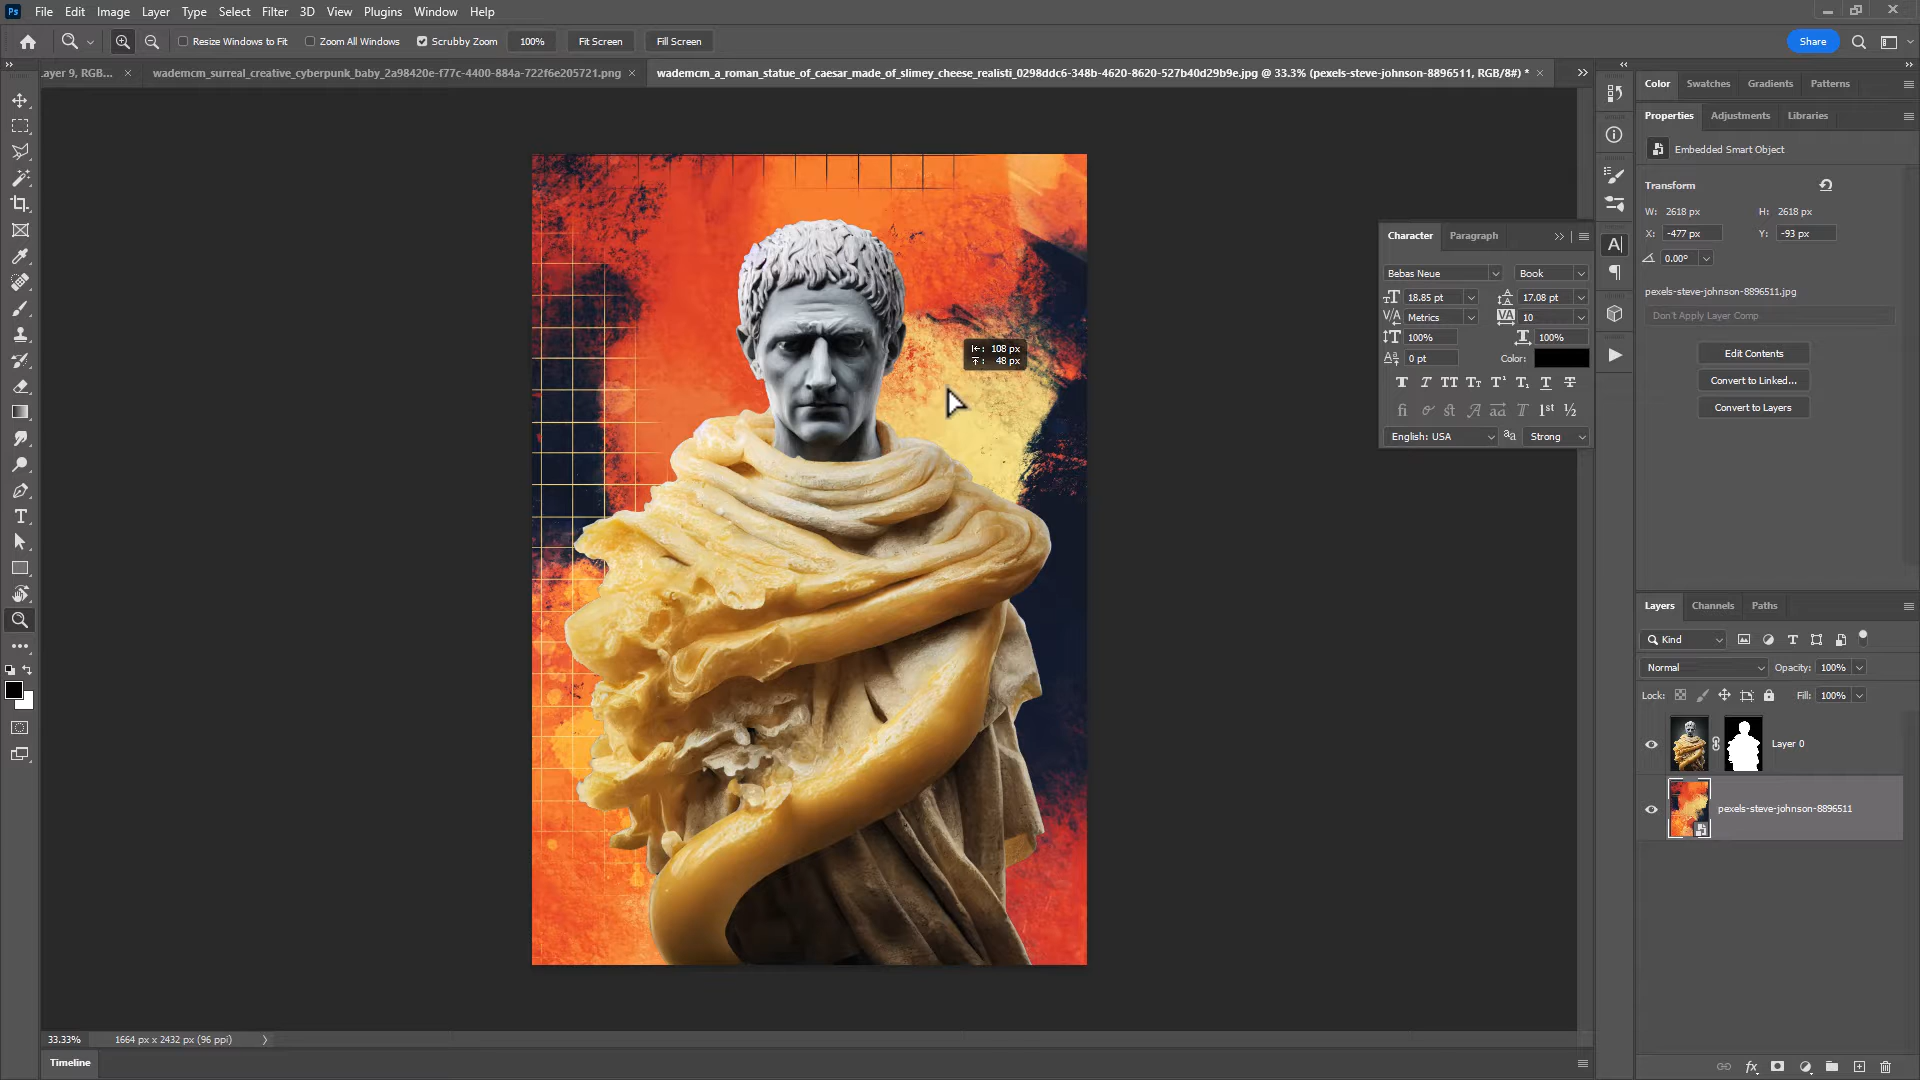 Ps File Edit Image Layer Type Select Filter 3D View Plugins Window Help
Resize Windows to Fit Zoom All Windows Scrubby Zoom 100% Fit Screen Fill Screen Share
.ayer 9, RGB... × wademcm_surreal_creative_cyberpunk_baby_2a98420e-f77c-4400-884a-722f6e205721.png × wademcm_a_roman_statue_of_caesar_made_of_slimey_cheese_realisti_0298ddc6-348b-4620-8620-527b40d29b9e.jpg @ 33.3% (pexels-steve-johnson-8896511, RGB/8#) * ×
Color Swatches Gradients Patterns
Properties Adjustments Libraries
Embedded Smart Object
Transform
W: 2618 px H: 2618 px
X: -477 px Y: -93 px
0.00°
pexels-steve-johnson-8896511.jpg
Don't Apply Layer Comp
Edit Contents
Convert to Linked...
Convert to Layers
Character Paragraph
Bebas Neue Book
18.85 pt 17.08 pt
Metrics 10
100% 100%
0 pt Color:
English: USA Strong
108 px
48 px
Layers Channels Paths
Kind
Normal Opacity: 100%
Lock: Fill: 100%
Layer 0
pexels-steve-johnson-8896511
33.33% 1664 px x 2432 px (96 ppi)
Timeline